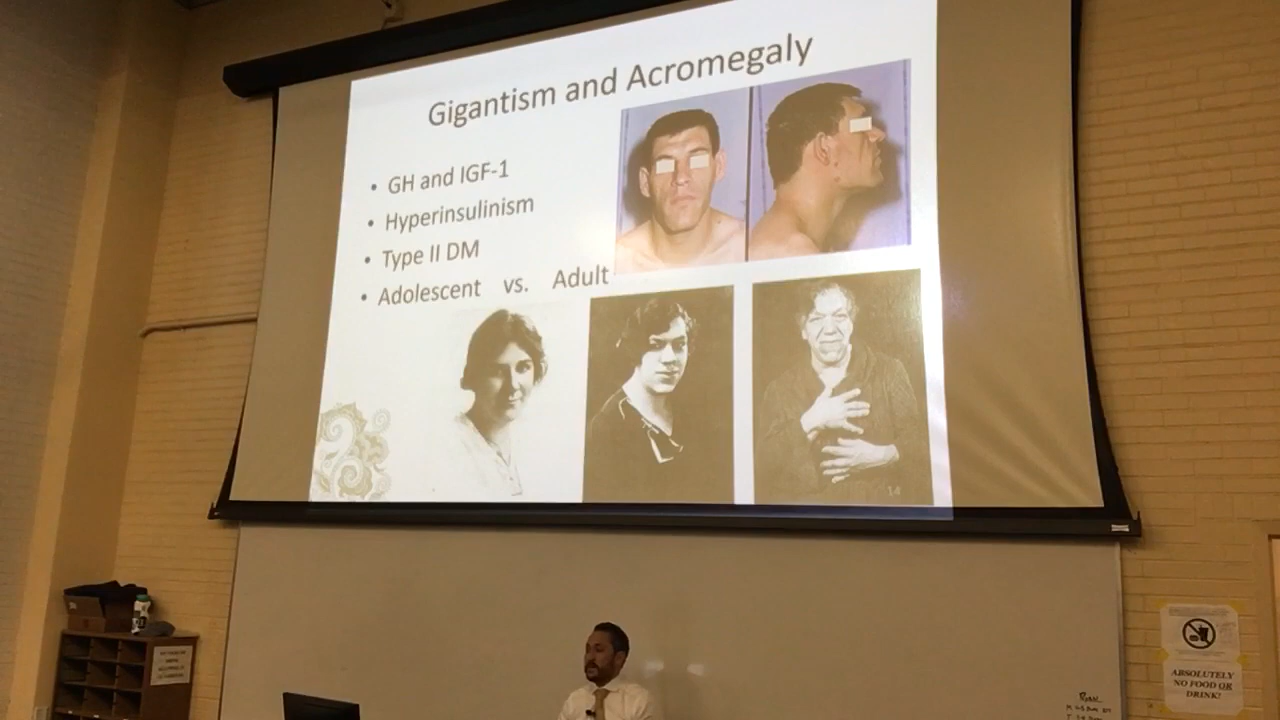 Gigantism and Acromegaly
• GH and IGF-1
• Hyperinsulinism
• Type II DM
• Adolescent vs. Adult
14
ABSOLUTELY
NO FOOD OR
DRINK!